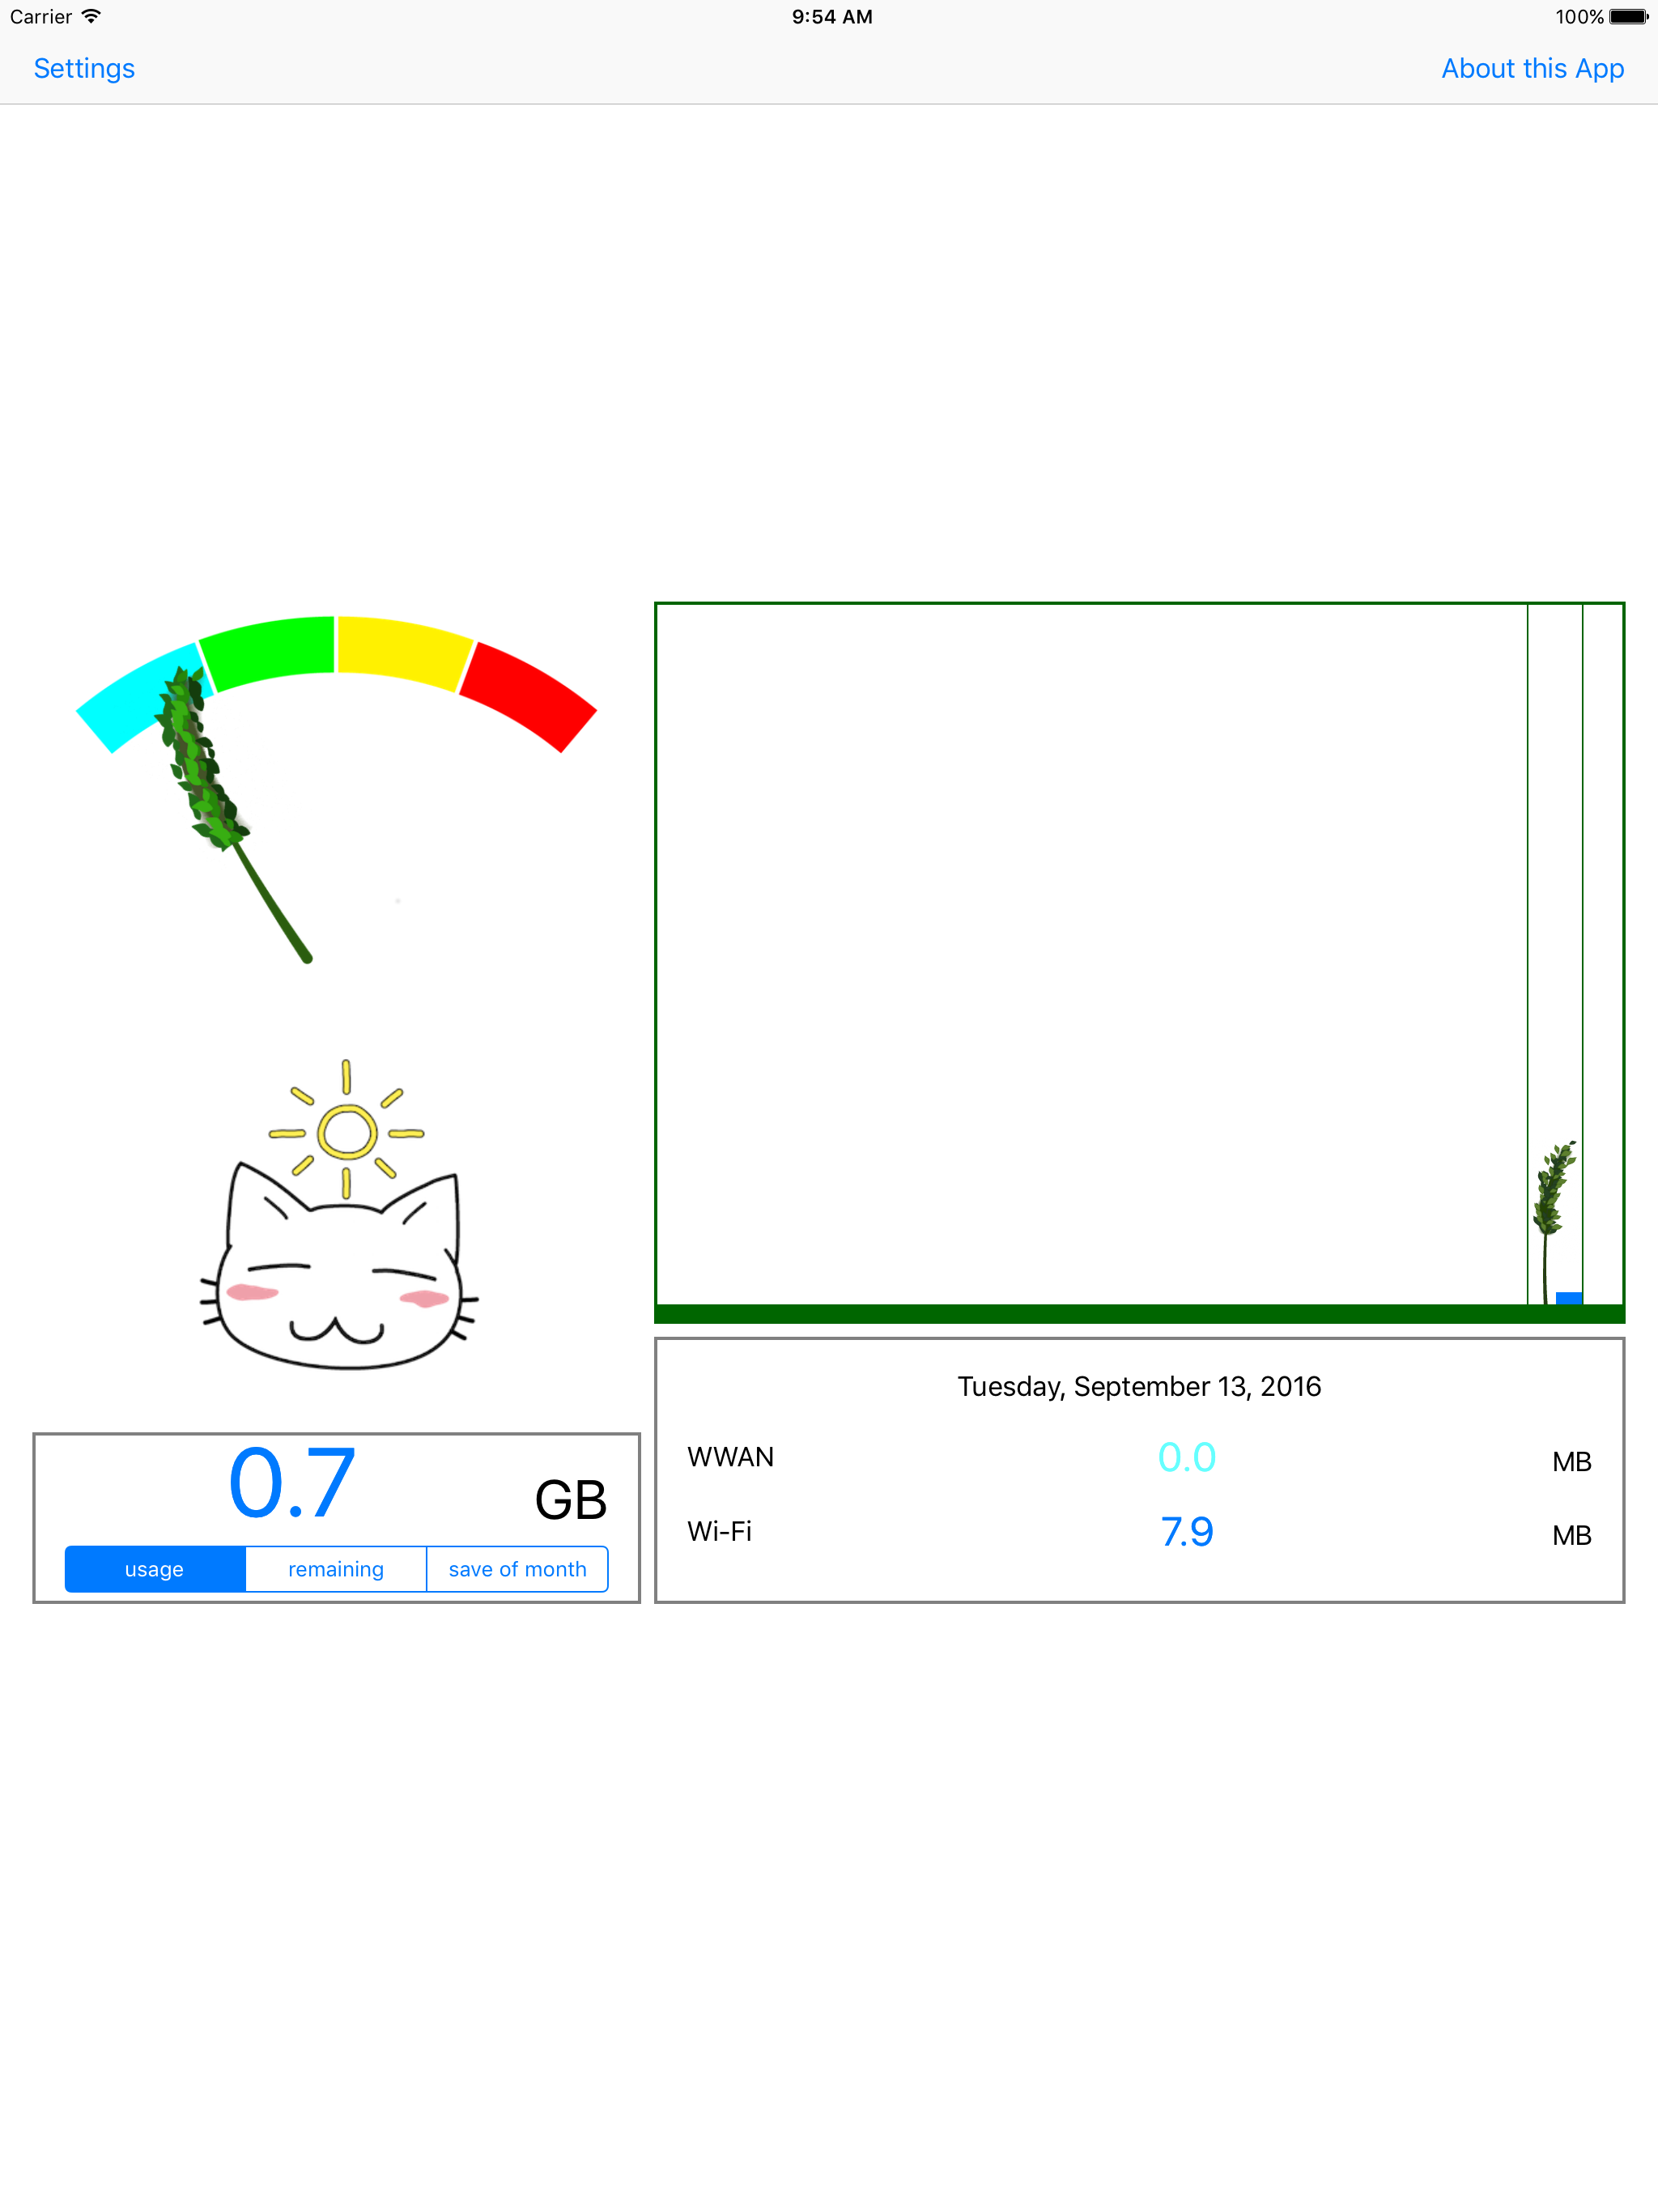 Carrier 9:54 AM 100%
Settings About this App
0.7 GB
usage remaining save of month
Tuesday, September 13, 2016
WWAN 0.0 MB
Wi-Fi 7.9 MB